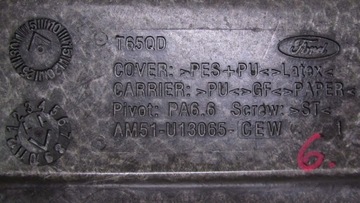 T65QD
Ford
COVER: >PES+PU<Latex<
CARRIER: >PU<>GF<>PAPER<
Pivot: PA6.6 Screw: >ST<
AM51-U13065- CEW
1
6.